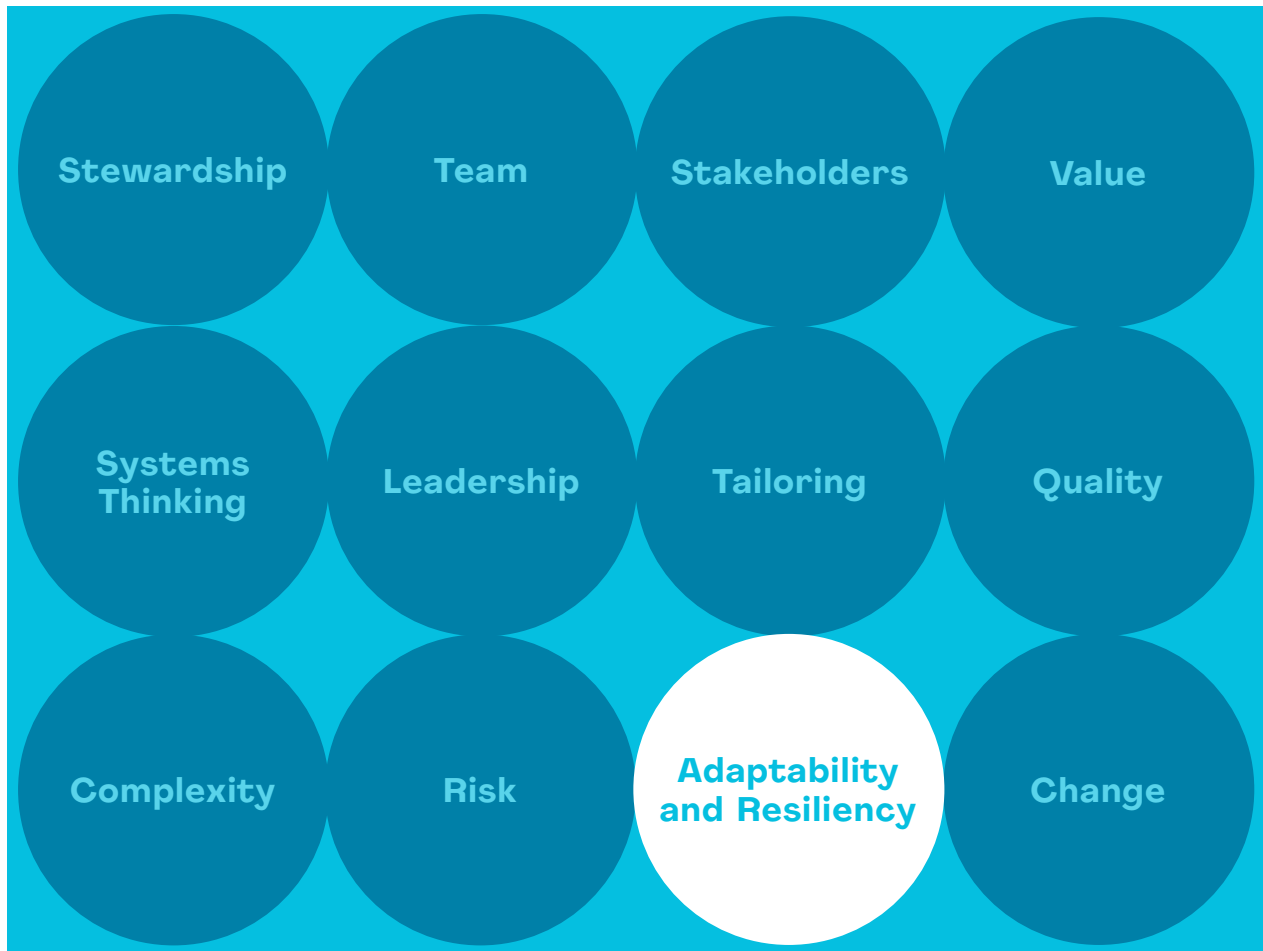 Stewardship
Team
Stakeholders
Value
Systems
Thinking
Leadership
Tailoring
Quality
Complexity
Risk
Adaptability
and Resiliency
Change